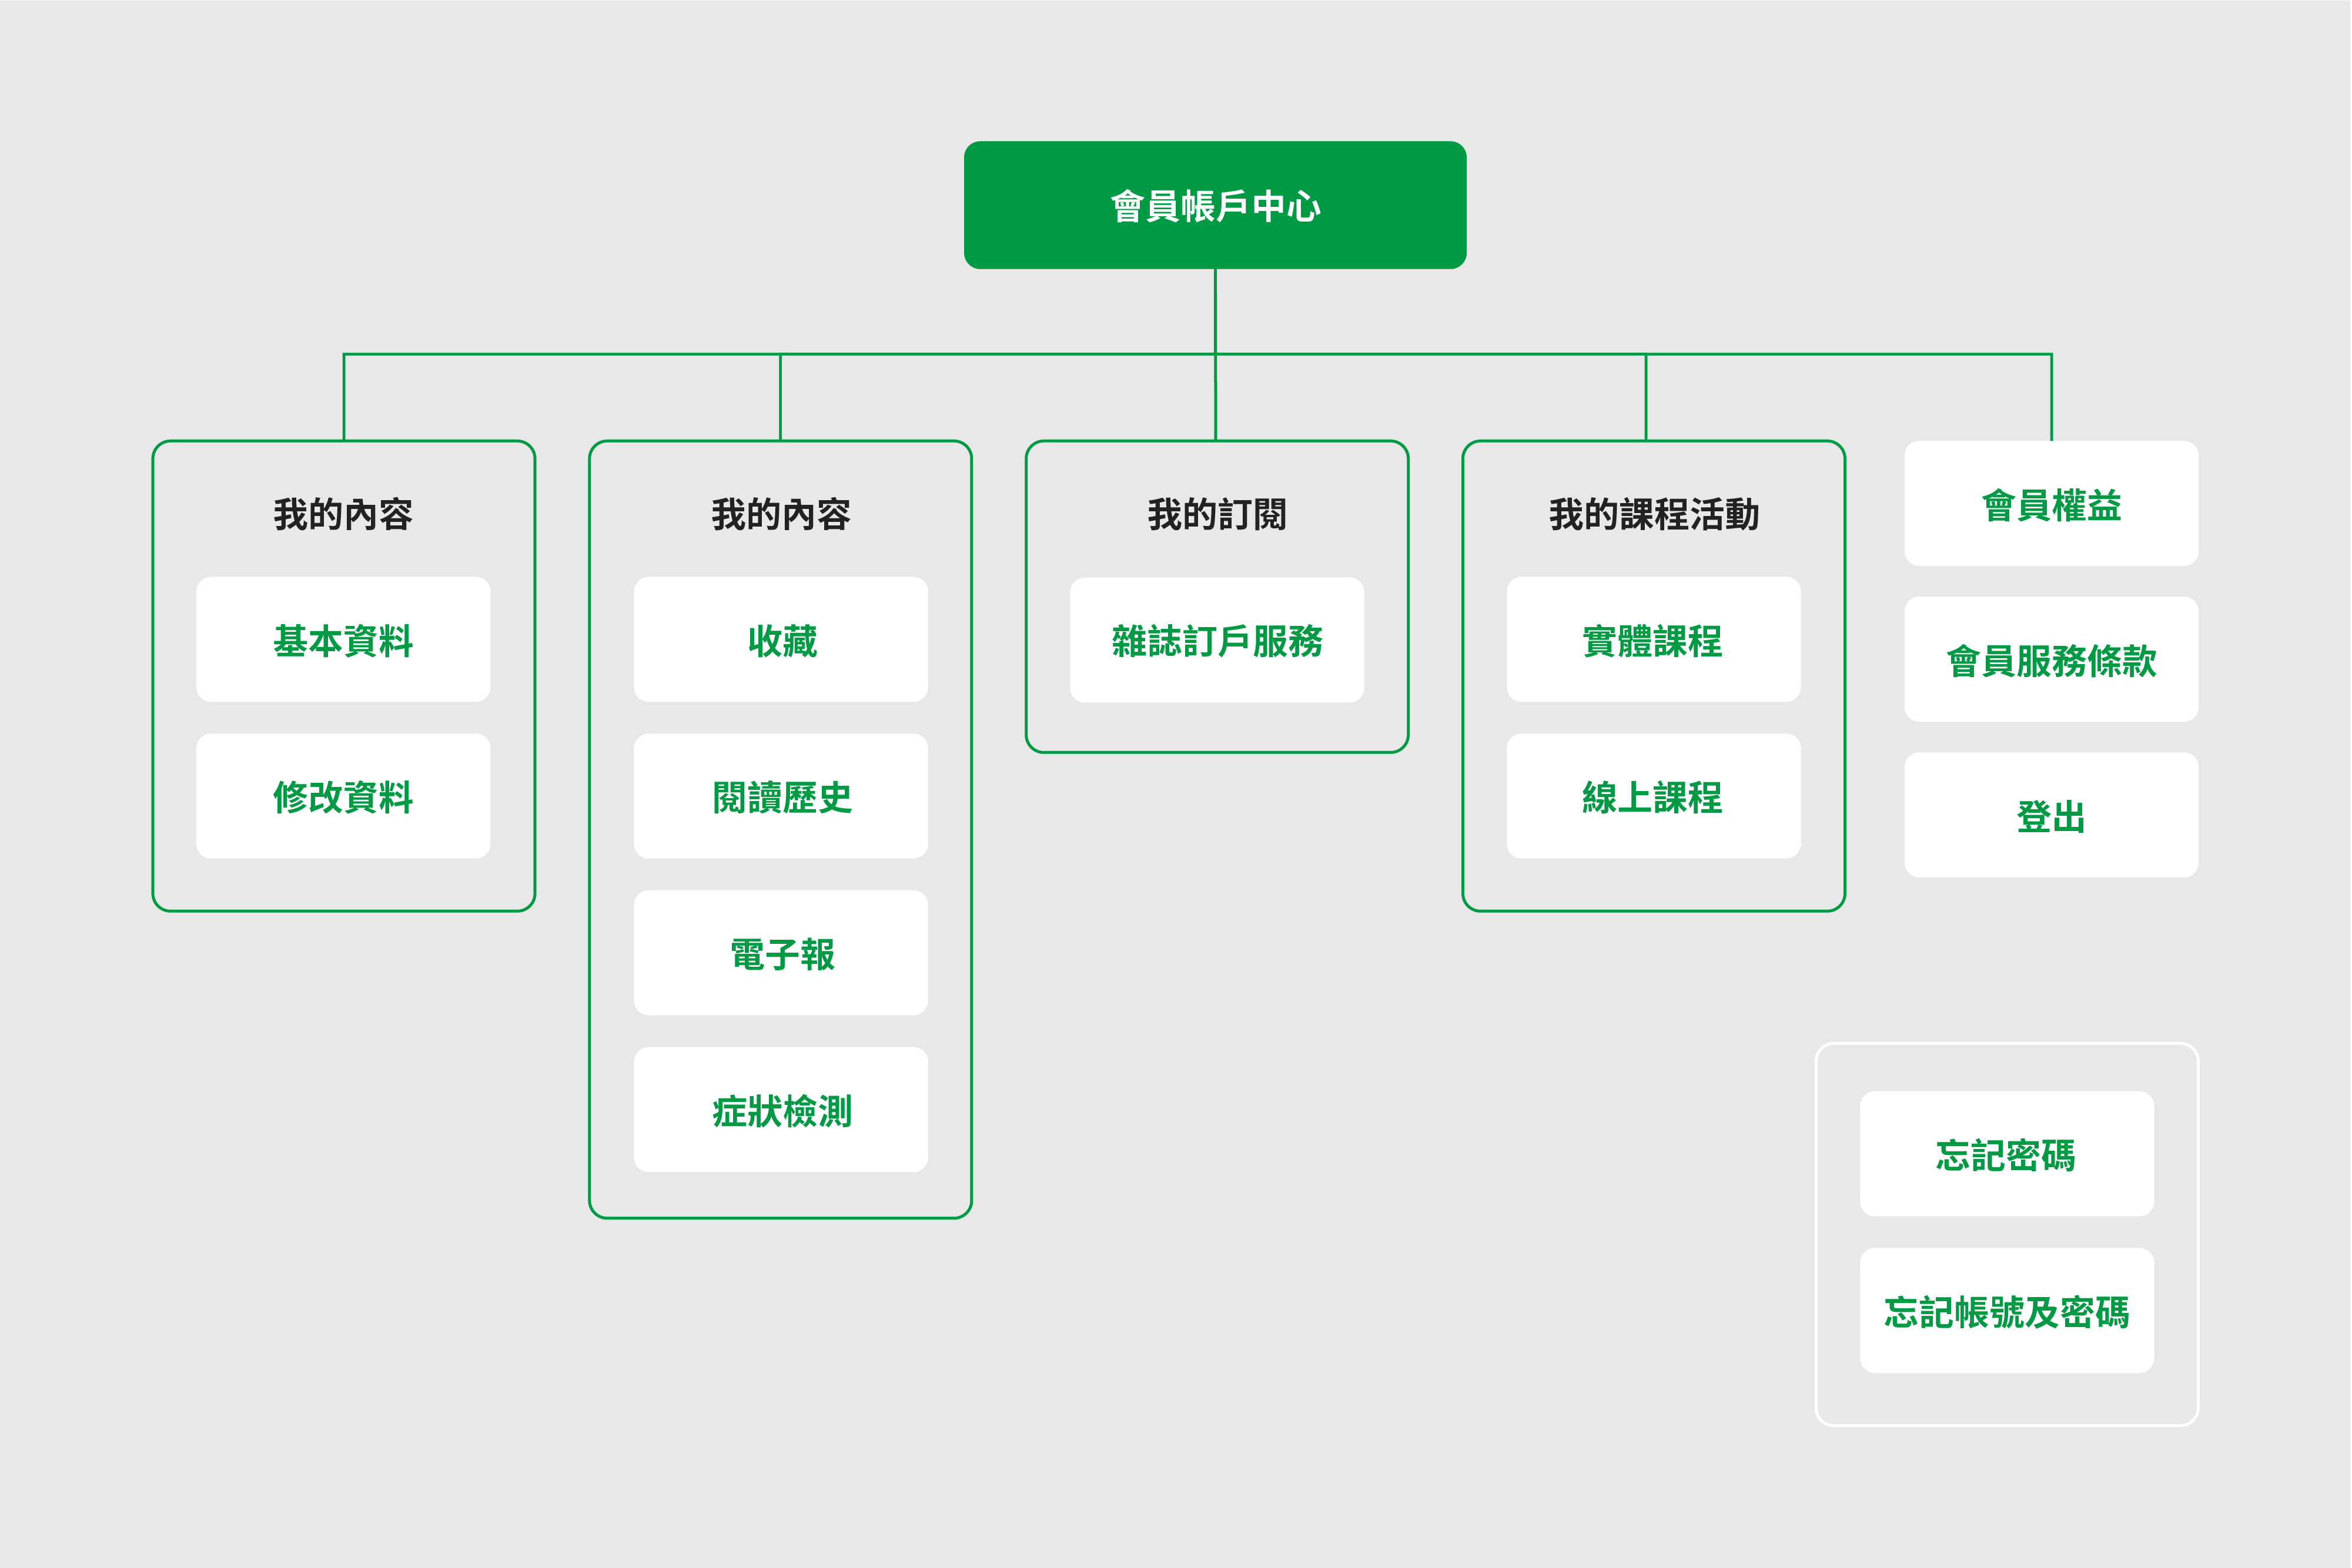 會員帳戶中心
我的內容
基本資料
修改資料
我的內容
收藏
閱讀歷史
電子報
症狀檢測
我的訂閱
雜誌訂戶服務
我的課程活動
實體課程
線上課程
會員權益
會員服務條款
登出
忘記密碼
忘記帳號及密碼